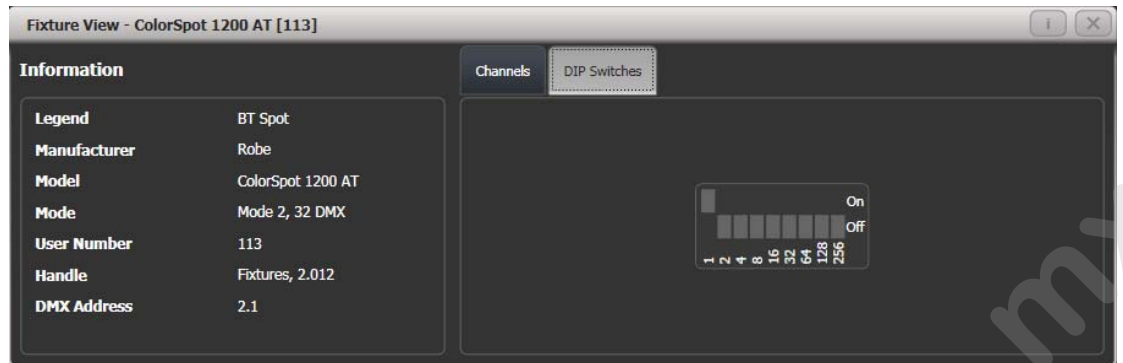 Fixture View - ColorSpot 1200 AT [113]
i X
Information
Channels DIP Switches
Legend BT Spot
Manufacturer Robe
Model ColorSpot 1200 AT
Mode Mode 2, 32 DMX
User Number 113
Handle Fixtures, 2.012
DMX Address 2.1
On
Off
1 2 4 8 16 32 64 128 256